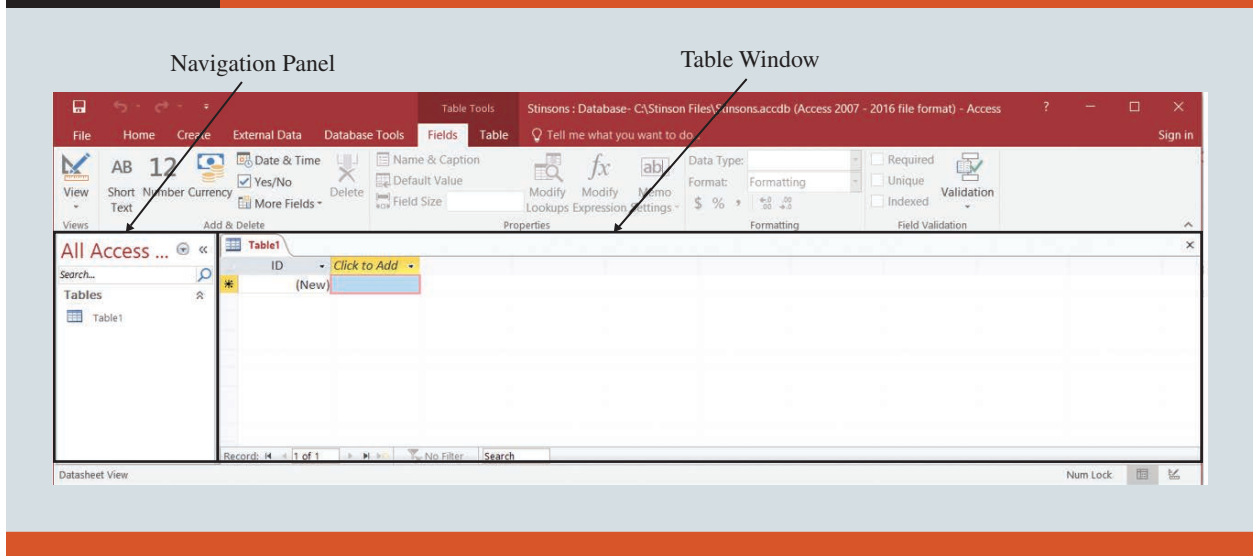 Navigation Panel
Table Window
Table Tools
Stinsons : Database- C:\Stinson Files\Stinsons.accdb (Access 2007 - 2016 file format) - Access
?
File Home Create External Data Database Tools Fields Table Tell me what you want to do
Sign in
View
AB Short Text
12 Number
Currency
Date & Time
Yes/No
More Fields
Delete
Name & Caption
Default Value
Field Size
Modify Lookups
fx Modify Expression
ab Memo Settings
Data Type:
Format: Formatting
$ % ,
Required
Unique
Indexed
Validation
Views
Add & Delete
Properties
Formatting
Field Validation
All Access ... «
Search...
Tables
Table1
Table1
ID Click to Add
(New)
Record: 1 of 1 No Filter Search
Datasheet View
Num Lock